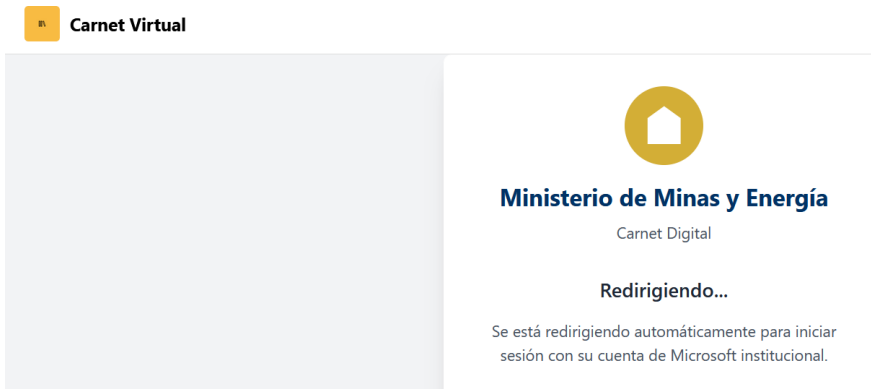 Carnet Virtual
Ministerio de Minas y Energía
Carnet Digital
Redirigiendo...
Se está redirigiendo automáticamente para iniciar
sesión con su cuenta de Microsoft institucional.